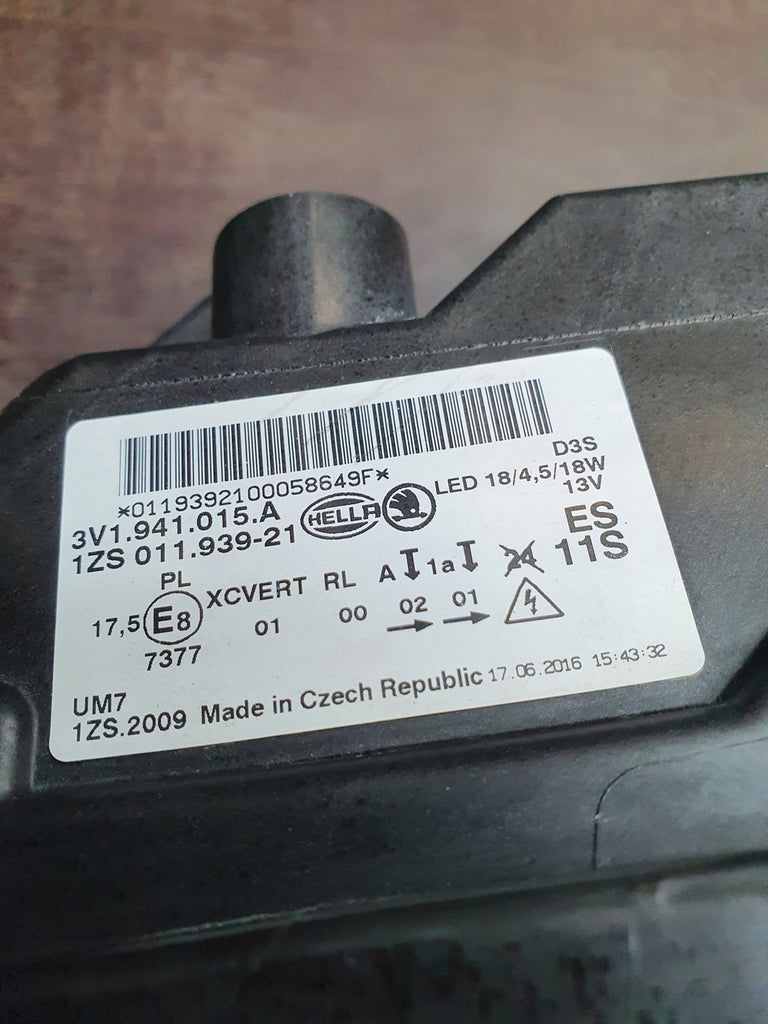 *0119392100058649F*
D3S
3V1.941.015.A HELLA LED 18/4,5/18W
1ZS 011.939-21 13V
ES
PL XCVERT RL A 1a 24 11S
17,5 E8 01 00 02 01
7377
UM7
1ZS.2009 Made in Czech Republic 17.06.2016 15:43:32